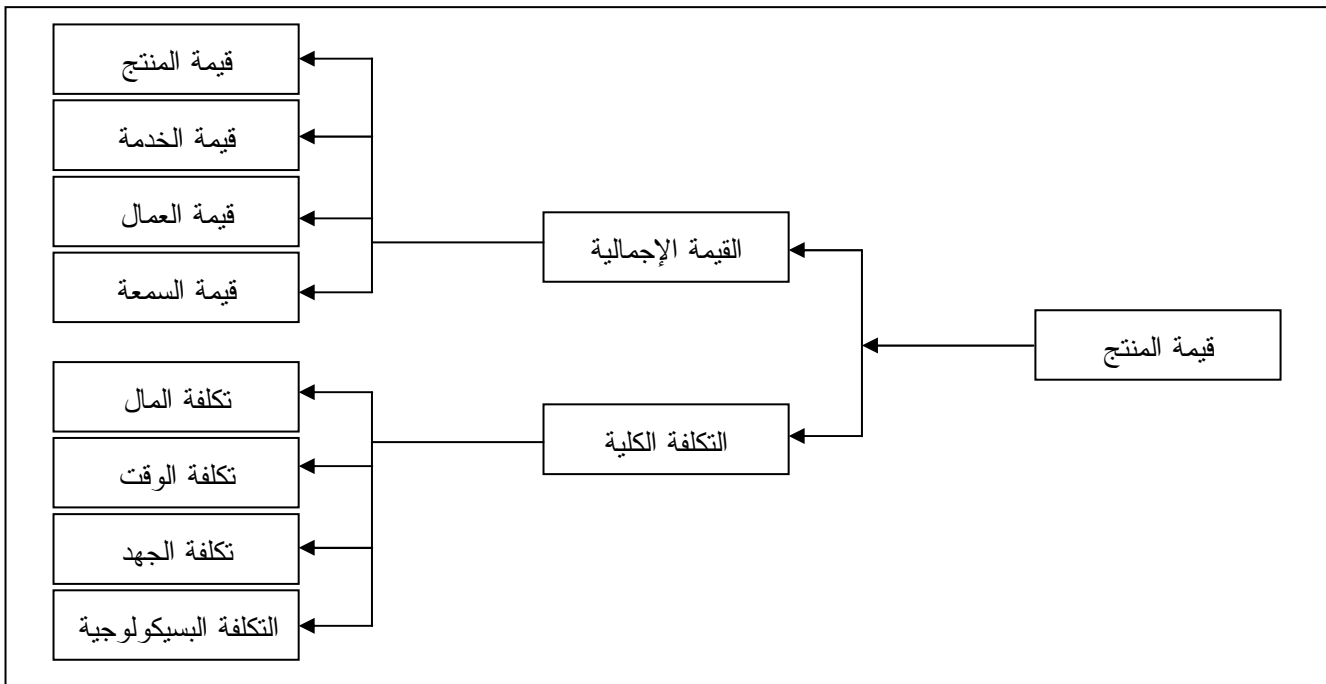 قيمة المنتج
القيمة الإجمالية
قيمة المنتج
قيمة الخدمة
قيمة العمال
قيمة السمعة
التكلفة الكلية
تكلفة المال
تكلفة الوقت
تكلفة الجهد
التكلفة البسيكولوجية